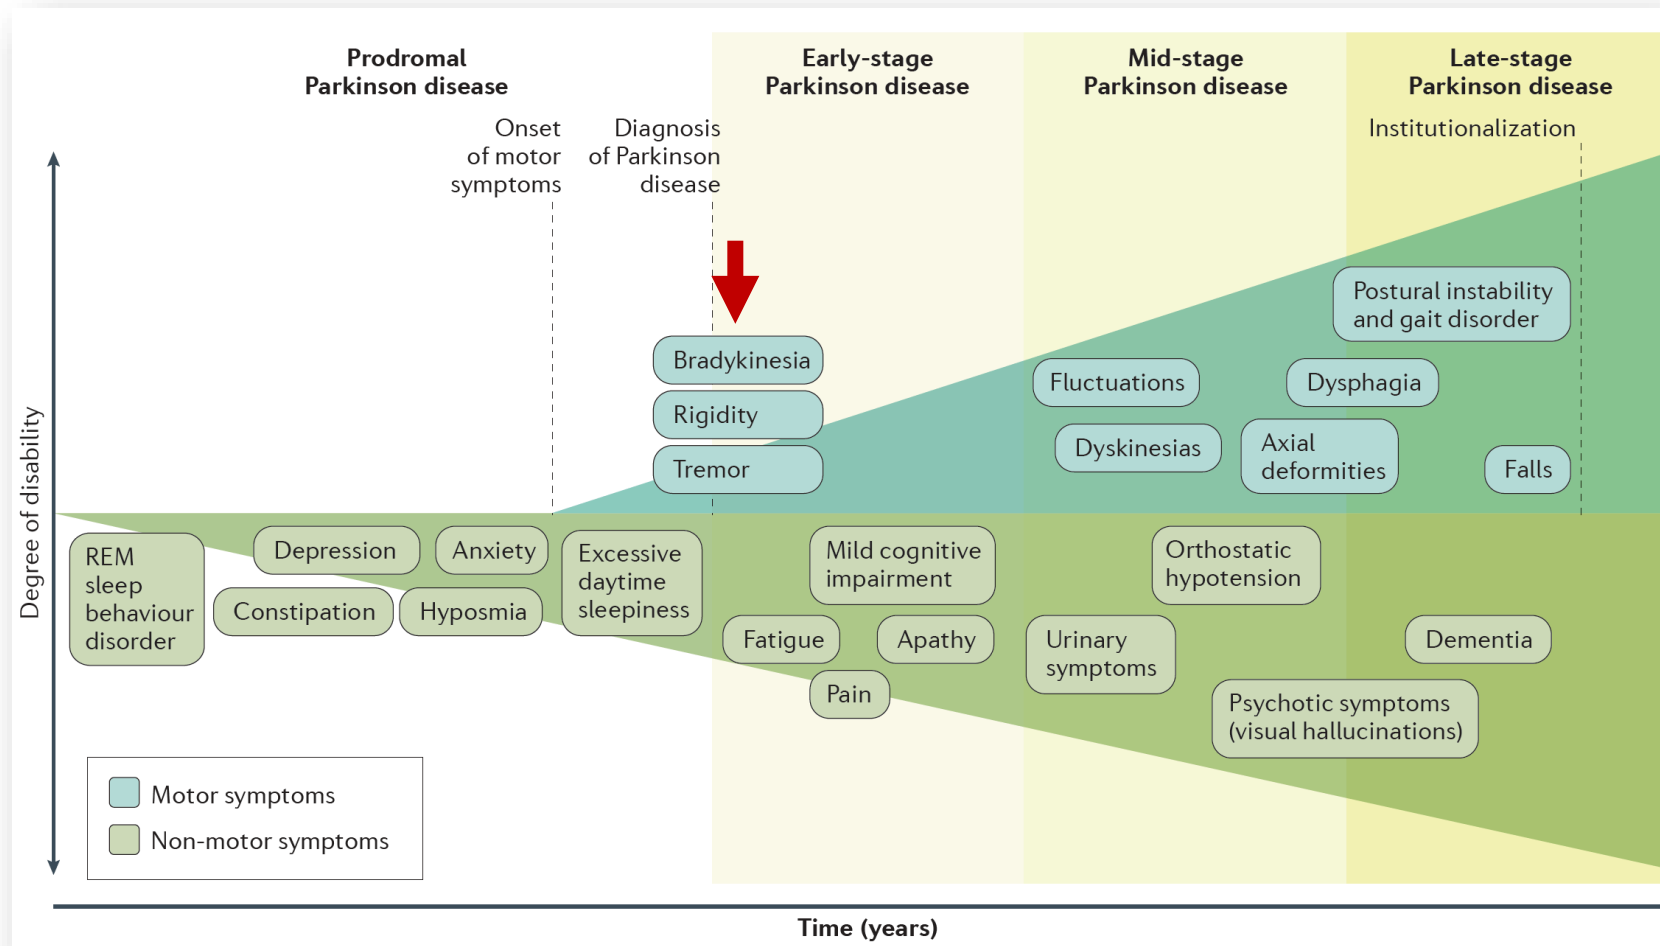 Prodromal
Parkinson disease
Early-stage
Parkinson disease
Mid-stage
Parkinson disease
Late-stage
Parkinson disease
Onset
of motor
symptoms
Diagnosis
of Parkinson
disease
Institutionalization
Degree of disability
Bradykinesia
Rigidity
Tremor
Fluctuations
Dyskinesias
Postural instability
and gait disorder
Dysphagia
Axial
deformities
Falls
REM
sleep
behaviour
disorder
Depression
Anxiety
Constipation
Hyposmia
Excessive
daytime
sleepiness
Mild cognitive
impairment
Fatigue
Apathy
Pain
Orthostatic
hypotension
Urinary
symptoms
Dementia
Psychotic symptoms
(visual hallucinations)
Motor symptoms
Non-motor symptoms
Time (years)